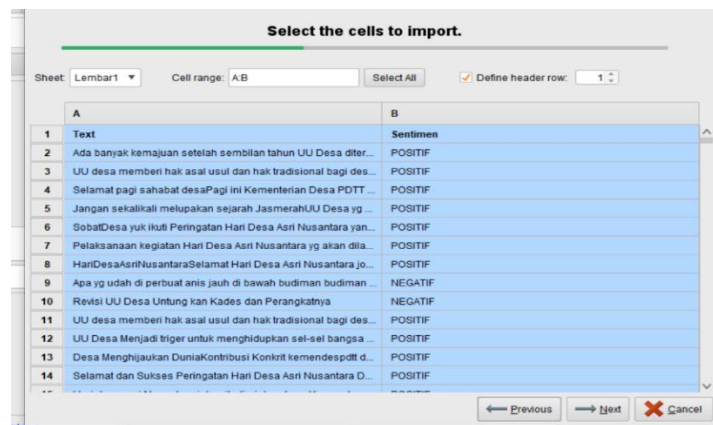 Select the cells to import.
Sheet: Lembar1 Cell range: A:B Select All Define header row: 1
A B
1 Text Sentimen
2 Ada banyak kemajuan setelah sembilan tahun UU Desa diter... POSITIF
3 UU desa memberi hak asal usul dan hak tradisional bagi des... POSITIF
4 Selamat pagi sahabat desaPagi ini Kementerian Desa PDTT ... POSITIF
5 Jangan sekalikali melupakan sejarah JasmerahUU Desa yg ... POSITIF
6 SobatDesa yuk ikuti Peringatan Hari Desa Asri Nusantara yan... POSITIF
7 Pelaksanaan kegiatan Hari Desa Asri Nusantara yg akan dila... POSITIF
8 HariDesaAsriNusantaraSelamat Hari Desa Asri Nusantara jo... POSITIF
9 Apa yg udah di perbuat anis jauh di bawah budiman budiman ... NEGATIF
10 Revisi UU Desa Untung kan Kades dan Perangkatnya NEGATIF
11 UU desa memberi hak asal usul dan hak tradisional bagi des... POSITIF
12 UU Desa Menjadi triger untuk menghidupkan sel-sel bangsa ... POSITIF
13 Desa Menghijaukan DuniaKontribusi Konkrit kemendespdtt d... POSITIF
14 Selamat dan Sukses Peringatan Hari Desa Asri Nusantara D... POSITIF
Previous Next Cancel